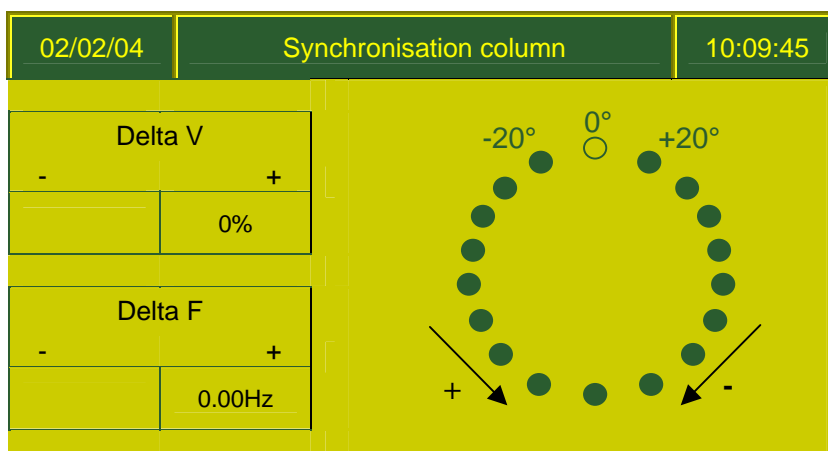 02/02/04 Synchronisation column 10:09:45
Delta V
- +
0%
Delta F
- +
0.00Hz
0°
-20° +20°
+ -